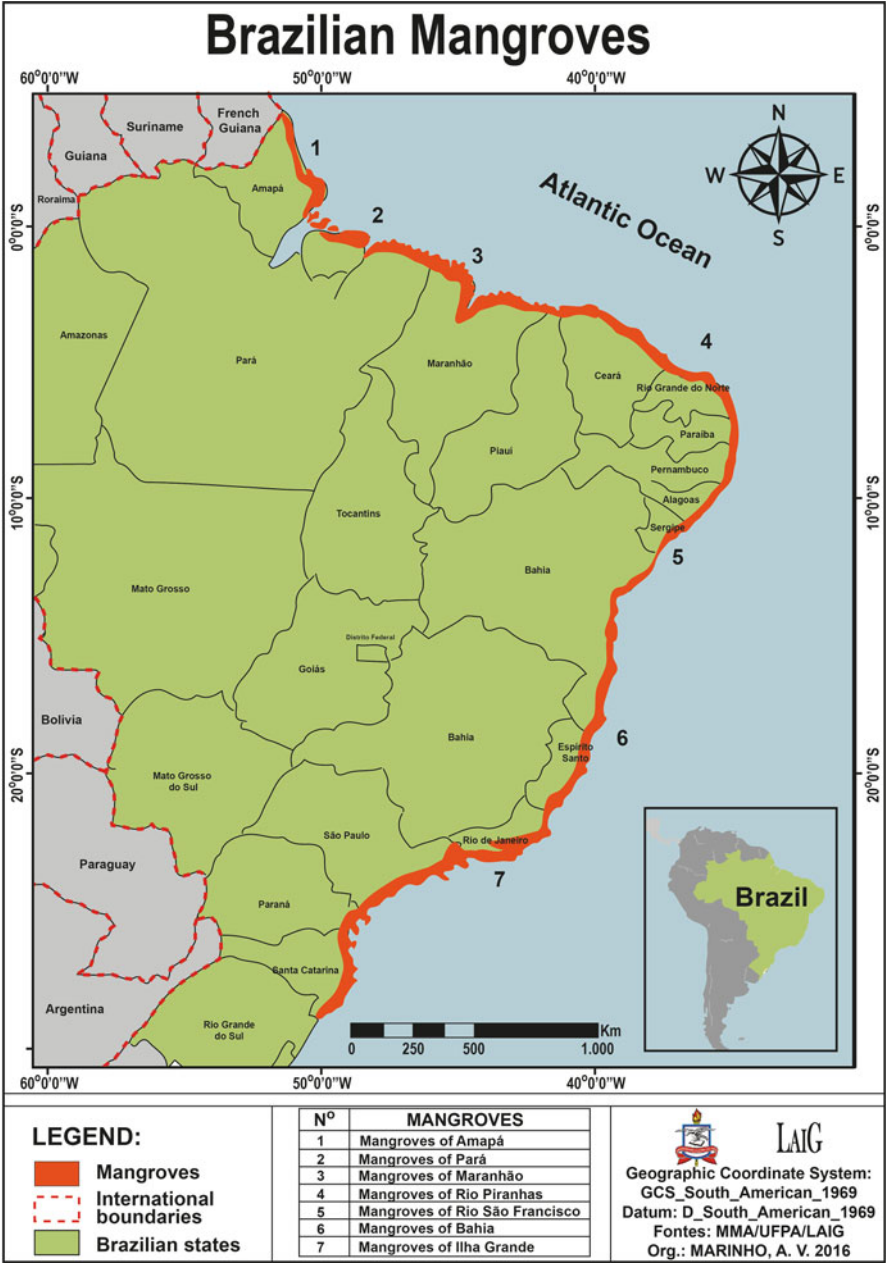 Brazilian Mangroves
60°0'0"W
50°0'0"W
40°0'0"W
French
Guiana
Suriname
Guiana
Roraima
Amapá
1
2
3
4
5
6
7
N
W
E
S
Atlantic Ocean
0°0'0"S
0°0'0"S
10°0'0"S
10°0'0"S
20°0'0"S
20°0'0"S
Amazonas
Pará
Maranhão
Ceará
Rio Grande do Norte
Paraíba
Piauí
Pernambuco
Alagoas
Sergipe
Tocantins
Bahia
Mato Grosso
Distrito Federal
Goiás
Bolivia
Bahia
Espírito
Santo
Mato Grosso
do Sul
São Paulo
Rio de Janeiro
Paraguay
Paraná
Santa Catarina
Argentina
Rio Grande
do Sul
Brazil
Km
0 250 500 1.000
60°0'0"W
50°0'0"W
40°0'0"W
LEGEND:
Mangroves
International
boundaries
Brazilian states
Nº MANGROVES
1 Mangroves of Amapá
2 Mangroves of Pará
3 Mangroves of Maranhão
4 Mangroves of Rio Piranhas
5 Mangroves of Rio São Francisco
6 Mangroves of Bahia
7 Mangroves of Ilha Grande
LAIG
Geographic Coordinate System:
GCS_South_American_1969
Datum: D_South_American_1969
Fontes: MMA/UFPA/LAIG
Org.: MARINHO, A. V. 2016